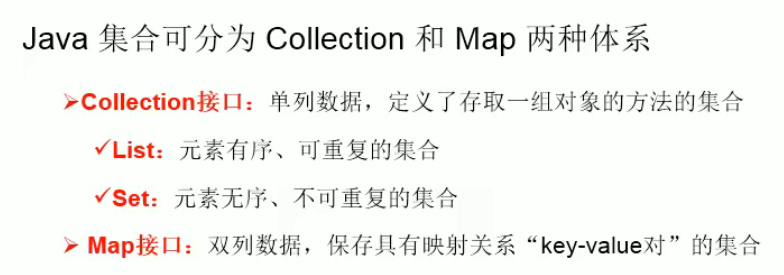 Java 集合可分为 Collection 和 Map 两种体系
➢Collection接口：单列数据，定义了存取一组对象的方法的集合
✓List：元素有序、可重复的集合
✓Set：元素无序、不可重复的集合
➢ Map接口：双列数据，保存具有映射关系“key-value对”的集合